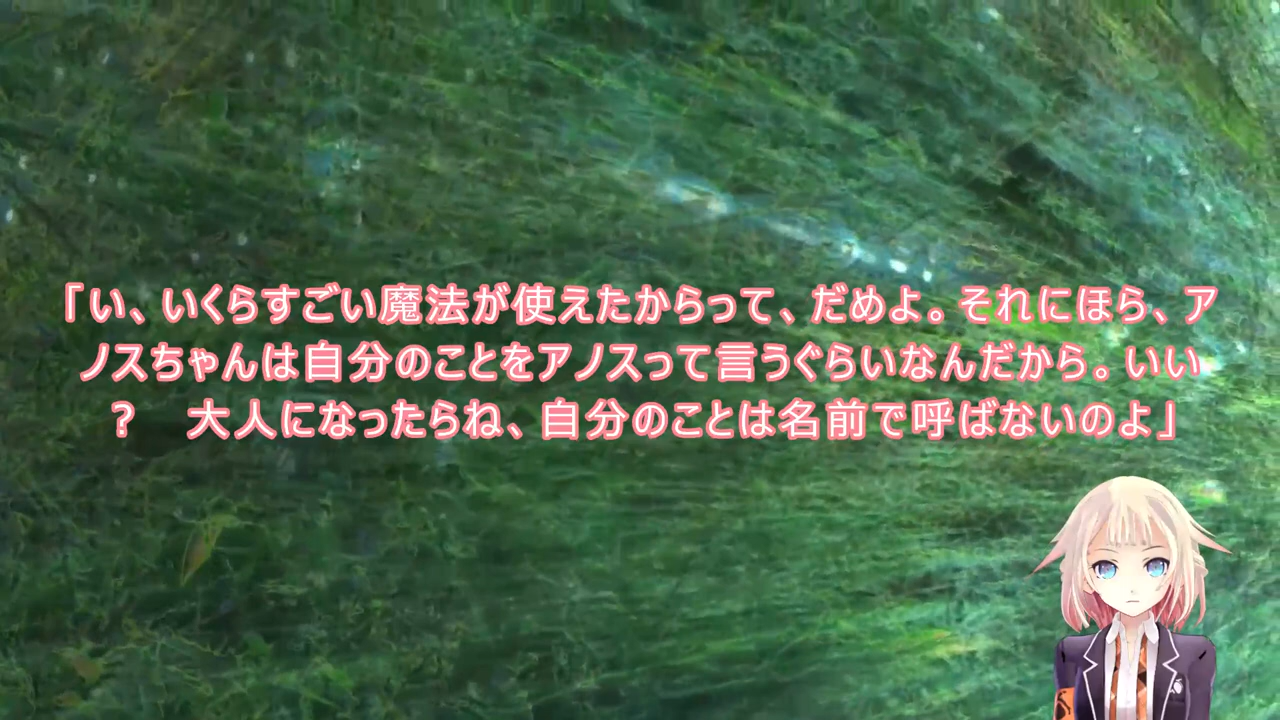 「い、いくらすごい魔法が使えたからって、だめよ。それにほら、ア
ノスちゃんは自分のことをアノスって言うぐらいなんだから。いい
？　大人になったらね、自分のことは名前で呼ばないのよ」